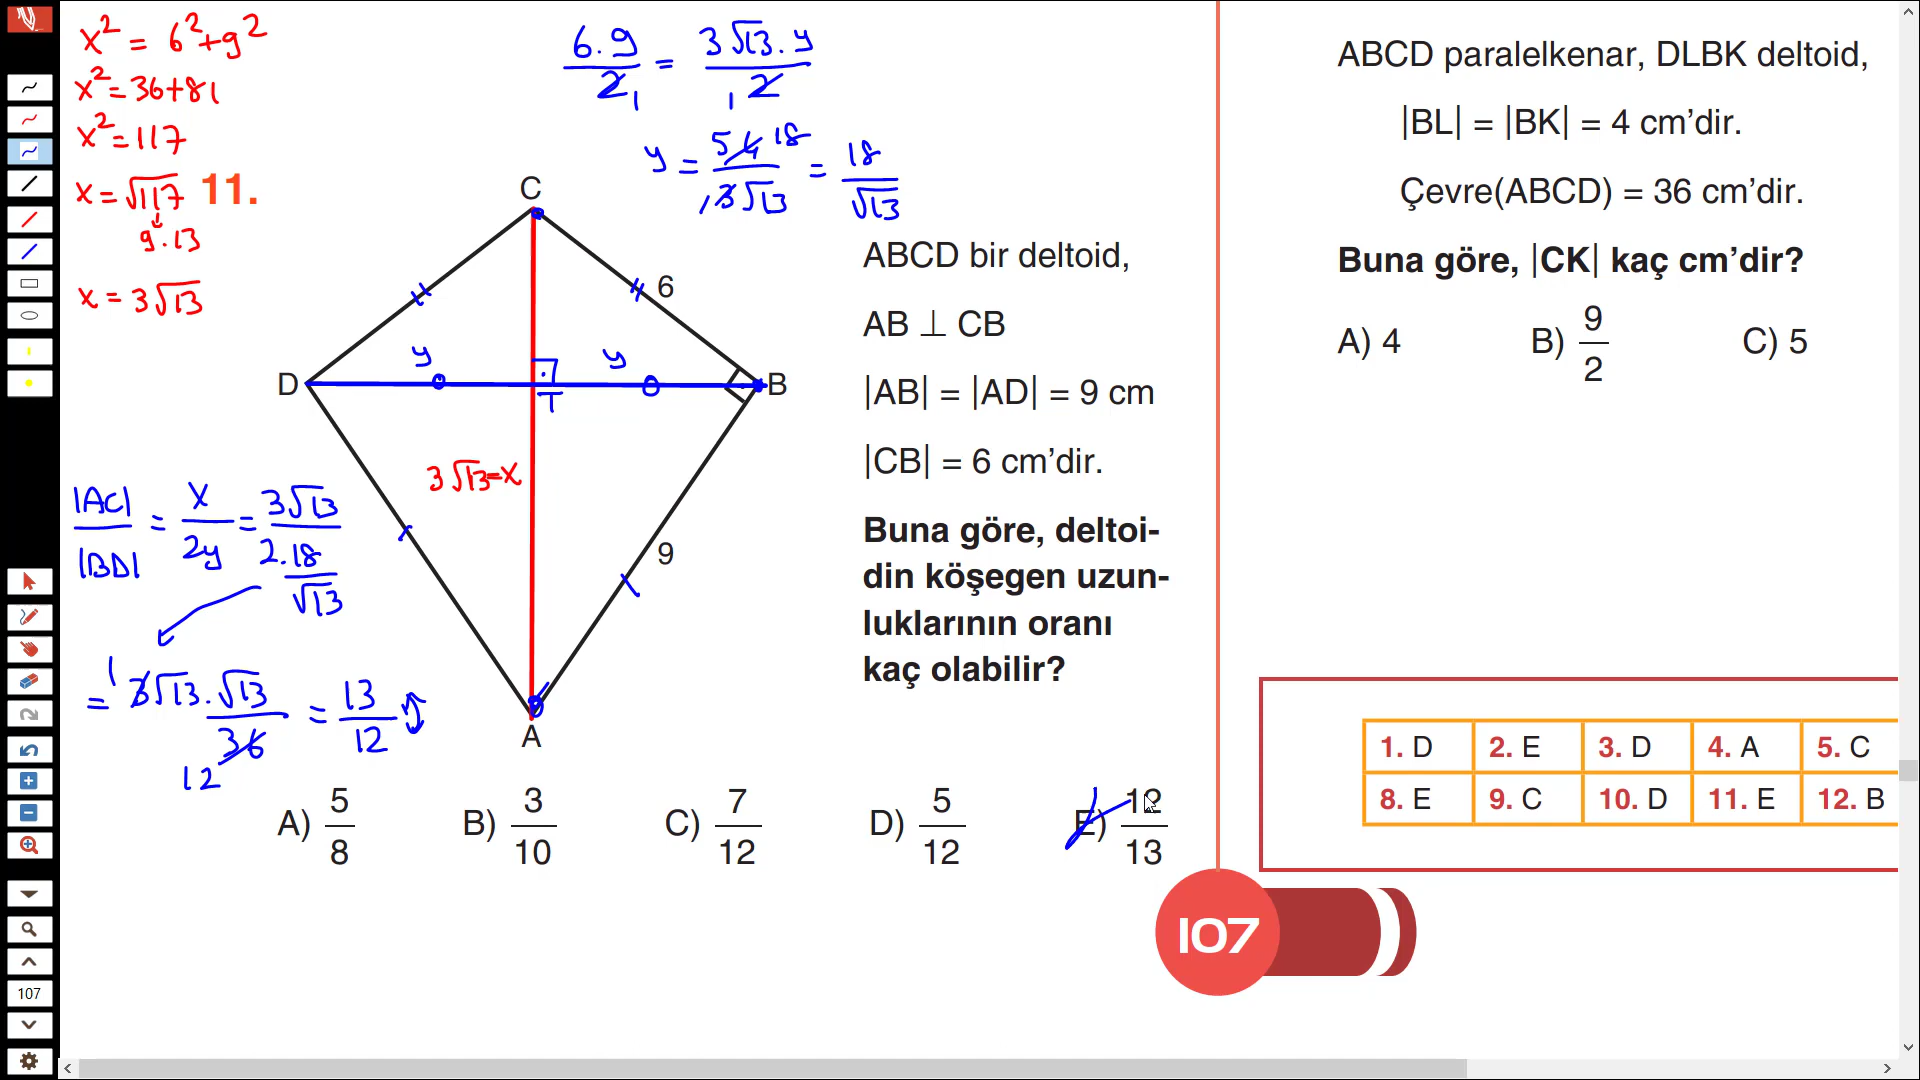 x² = 6²+9²
x² = 36+81
x² = 117
x = √117
9.13
x = 3√13
6.9/2 = 3√13.y/2
1 1
y = 54/3√13 = 18/√13
18
1
11.
C
6
D
B
y y
T
3√13=x
9
A
|AC|/|BD| = x/2y = 3√13/2.18/√13
= 3√13.√13/36 = 13/12
1
12
ABCD bir deltoid,
AB ⊥ CB
|AB| = |AD| = 9 cm
|CB| = 6 cm’dir.
Buna göre, deltoi-
din köşegen uzun-
luklarının oranı
kaç olabilir?
A) 5/8 B) 3/10 C) 7/12 D) 5/12 E) 12/13
ABCD paralelkenar, DLBK deltoid,
|BL| = |BK| = 4 cm’dir.
Çevre(ABCD) = 36 cm’dir.
Buna göre, |CK| kaç cm’dir?
A) 4 B) 9/2 C) 5
1. D 2. E 3. D 4. A 5. C
8. E 9. C 10. D 11. E 12. B
107
107